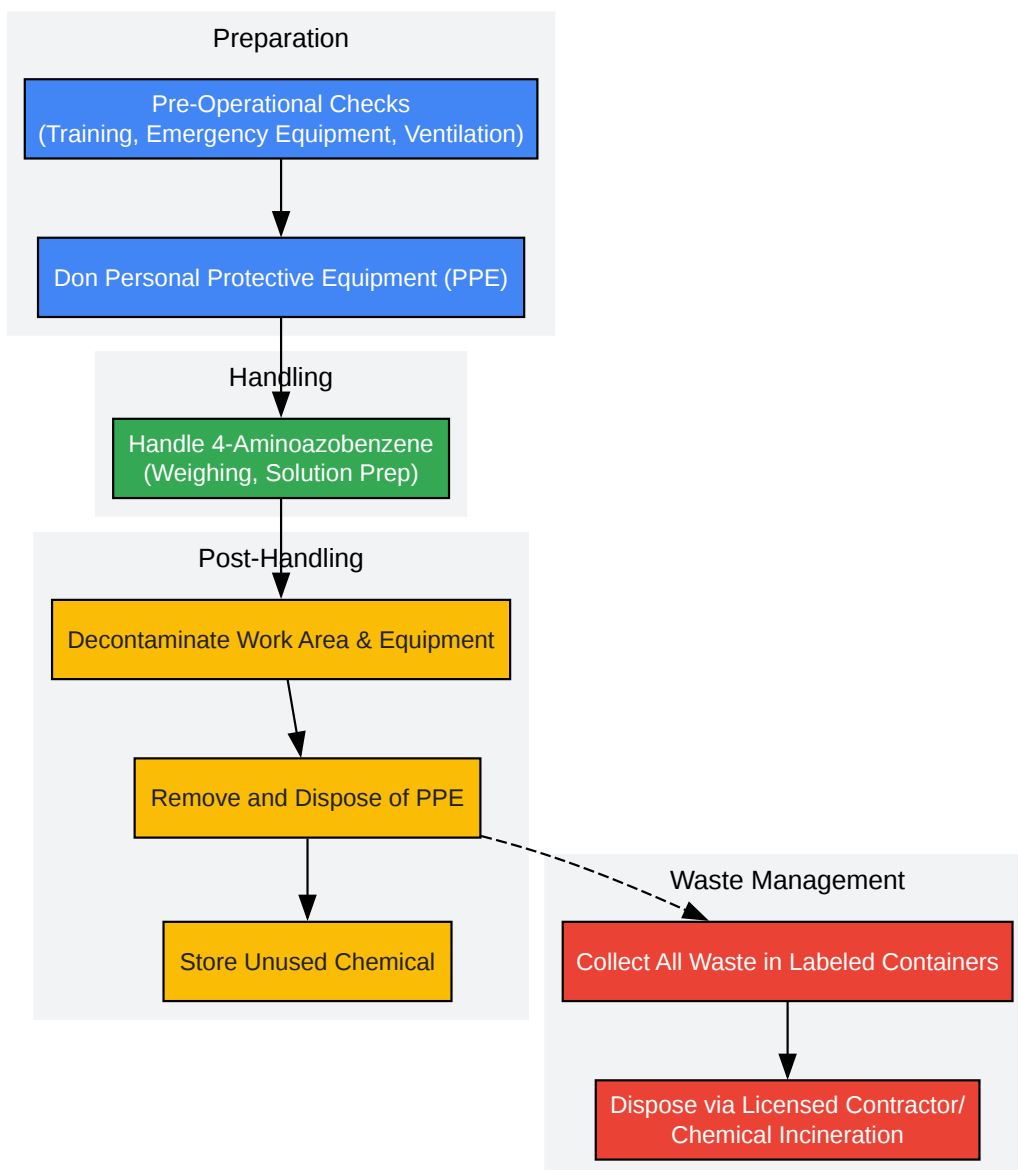 Preparation
Pre-Operational Checks
(Training, Emergency Equipment, Ventilation)
Don Personal Protective Equipment (PPE)
Handling
Handle 4-Aminoazobenzene
(Weighing, Solution Prep)
Post-Handling
Decontaminate Work Area & Equipment
Remove and Dispose of PPE
Store Unused Chemical
Waste Management
Collect All Waste in Labeled Containers
Dispose via Licensed Contractor/
Chemical Incineration